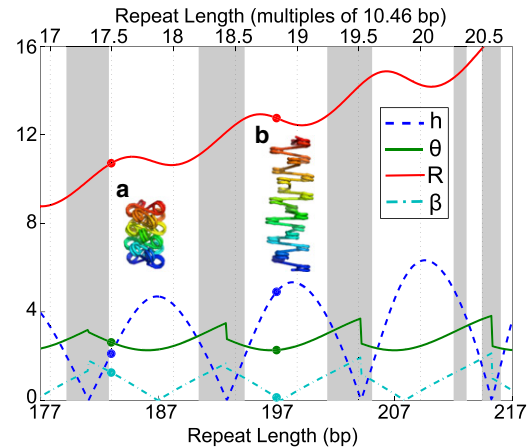 Repeat Length (multiples of 10.46 bp)
17 17.5 18 18.5 19 19.5 20 20.5
16
12
8
4
0
h
θ
R
β
a
b
177 187 197 207 217
Repeat Length (bp)